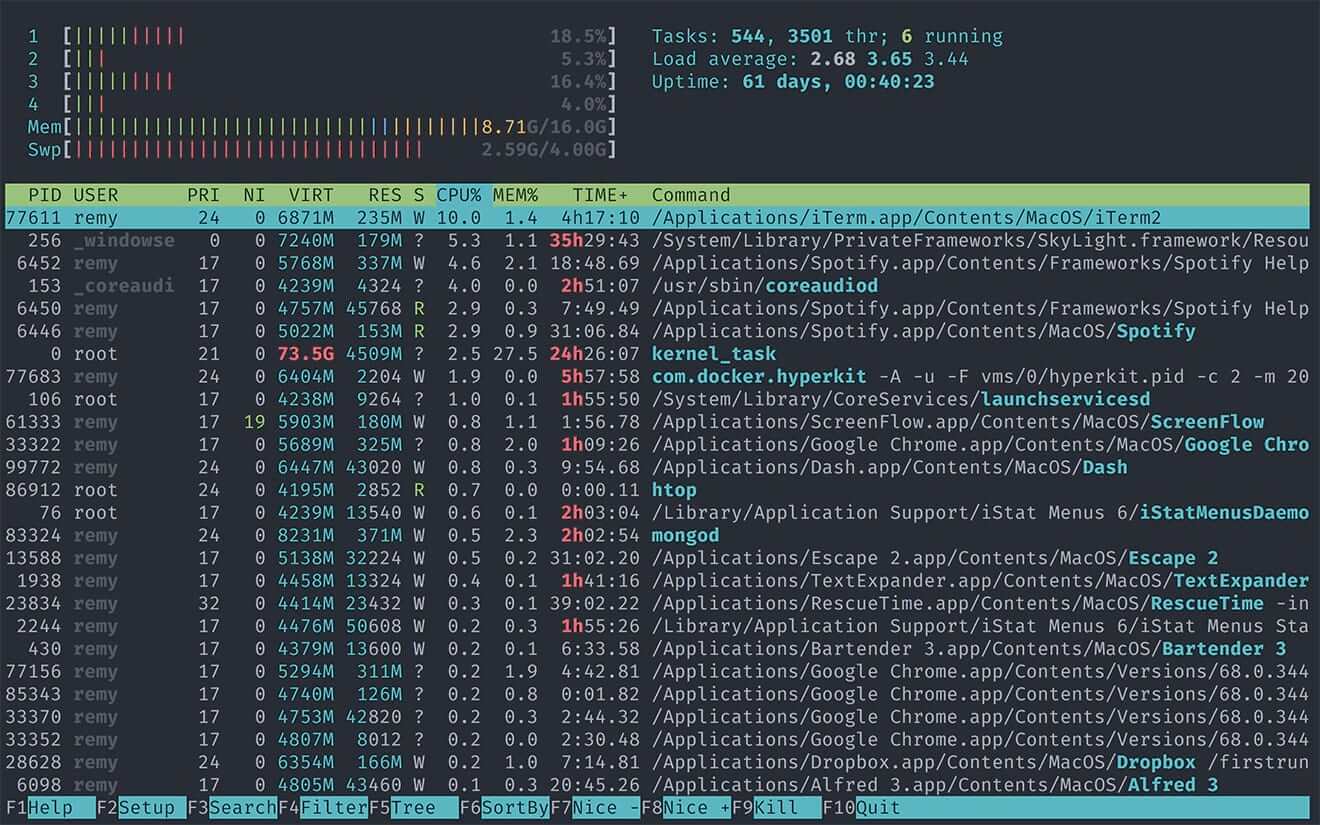 1 [|||||||||| 18.5%] Tasks: 544, 3501 thr; 6 running
2 [||| 5.3%] Load average: 2.68 3.65 3.44
3 [||||||||| 16.4%] Uptime: 61 days, 00:40:23
4 [||| 4.0%]
Mem[||||||||||||||||||||||||||||||||||||8.71G/16.0G]
Swp[||||||||||||||||||||||||||||||| 2.59G/4.00G]
PID USER PRI NI VIRT RES S CPU% MEM% TIME+ Command
77611 remy 24 0 6871M 235M W 10.0 1.4 4h17:10 /Applications/iTerm.app/Contents/MacOS/iTerm2
256 _windowse 0 0 7240M 179M ? 5.3 1.1 35h29:43 /System/Library/PrivateFrameworks/SkyLight.framework/Resou
6452 remy 17 0 5768M 337M W 4.6 2.1 18:48.69 /Applications/Spotify.app/Contents/Frameworks/Spotify Help
153 _coreaudi 17 0 4239M 4324 ? 4.0 0.0 2h51:07 /usr/sbin/coreaudiod
6450 remy 17 0 4757M 45768 R 2.9 0.3 7:49.49 /Applications/Spotify.app/Contents/Frameworks/Spotify Help
6446 remy 17 0 5022M 153M R 2.9 0.9 31:06.84 /Applications/Spotify.app/Contents/MacOS/Spotify
0 root 21 0 73.5G 4509M ? 2.5 27.5 24h26:07 kernel_task
77683 remy 24 0 6404M 2204 W 1.9 0.0 5h57:58 com.docker.hyperkit -A -u -F vms/0/hyperkit.pid -c 2 -m 20
106 root 17 0 4238M 9264 ? 1.0 0.1 1h55:50 /System/Library/CoreServices/launchservicesd
61333 remy 17 19 5903M 180M W 0.8 1.1 1:56.78 /Applications/ScreenFlow.app/Contents/MacOS/ScreenFlow
33322 remy 17 0 5689M 325M ? 0.8 2.0 1h09:26 /Applications/Google Chrome.app/Contents/MacOS/Google Chro
99772 remy 24 0 6447M 43020 W 0.8 0.3 9:54.68 /Applications/Dash.app/Contents/MacOS/Dash
86912 root 24 0 4195M 2852 R 0.7 0.0 0:00.11 htop
76 root 17 0 4239M 13540 W 0.6 0.1 2h03:04 /Library/Application Support/iStat Menus 6/iStatMenusDaemo
83324 remy 24 0 8231M 371M W 0.5 2.3 2h02:54 mongod
13588 remy 17 0 5138M 32224 W 0.5 0.2 31:02.20 /Applications/Escape 2.app/Contents/MacOS/Escape 2
1938 remy 17 0 4458M 13324 W 0.4 0.1 1h41:16 /Applications/TextExpander.app/Contents/MacOS/TextExpander
23834 remy 32 0 4414M 23432 W 0.3 0.1 39:02.22 /Applications/RescueTime.app/Contents/MacOS/RescueTime -in
2244 remy 17 0 4476M 50608 W 0.2 0.3 1h55:26 /Library/Application Support/iStat Menus 6/iStat Menus Sta
430 remy 17 0 4379M 13600 W 0.2 0.1 6:33.58 /Applications/Bartender 3.app/Contents/MacOS/Bartender 3
77156 remy 17 0 5294M 311M ? 0.2 1.9 4:42.81 /Applications/Google Chrome.app/Contents/Versions/68.0.344
85343 remy 17 0 4740M 126M ? 0.2 0.8 0:01.82 /Applications/Google Chrome.app/Contents/Versions/68.0.344
33370 remy 17 0 4753M 42820 ? 0.2 0.3 2:44.32 /Applications/Google Chrome.app/Contents/Versions/68.0.344
33352 remy 17 0 4807M 8012 ? 0.2 0.0 2:30.48 /Applications/Google Chrome.app/Contents/Versions/68.0.344
28628 remy 24 0 6354M 166M W 0.2 1.0 7:14.81 /Applications/Dropbox.app/Contents/MacOS/Dropbox /firstrun
6098 remy 17 0 4805M 43460 W 0.1 0.3 20:45.26 /Applications/Alfred 3.app/Contents/MacOS/Alfred 3
F1Help F2Setup F3SearchF4FilterF5Tree F6SortByF7Nice -F8Nice +F9Kill F10Quit